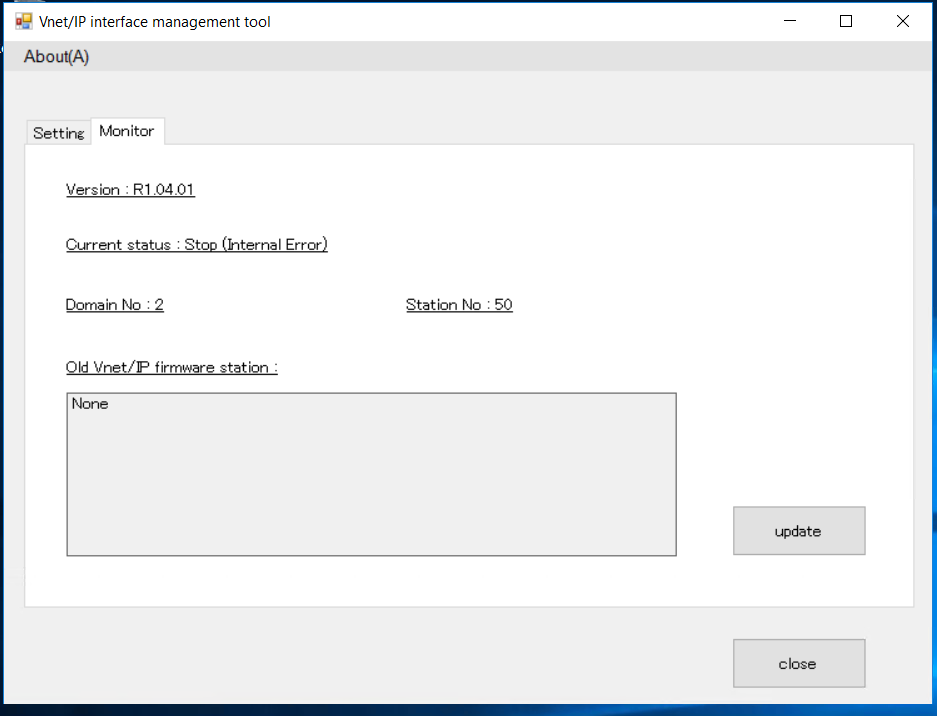 Vnet/IP interface management tool
About(A)
Setting Monitor
Version : R1.04.01
Current status : Stop (Internal Error)
Domain No : 2 Station No : 50
Old Vnet/IP firmware station :
None
update
close